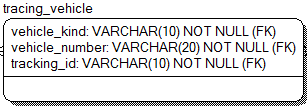 tracing_vehicle
vehicle_kind: VARCHAR(10) NOT NULL (FK)
vehicle_number: VARCHAR(20) NOT NULL (FK)
tracking_id: VARCHAR(10) NOT NULL (FK)